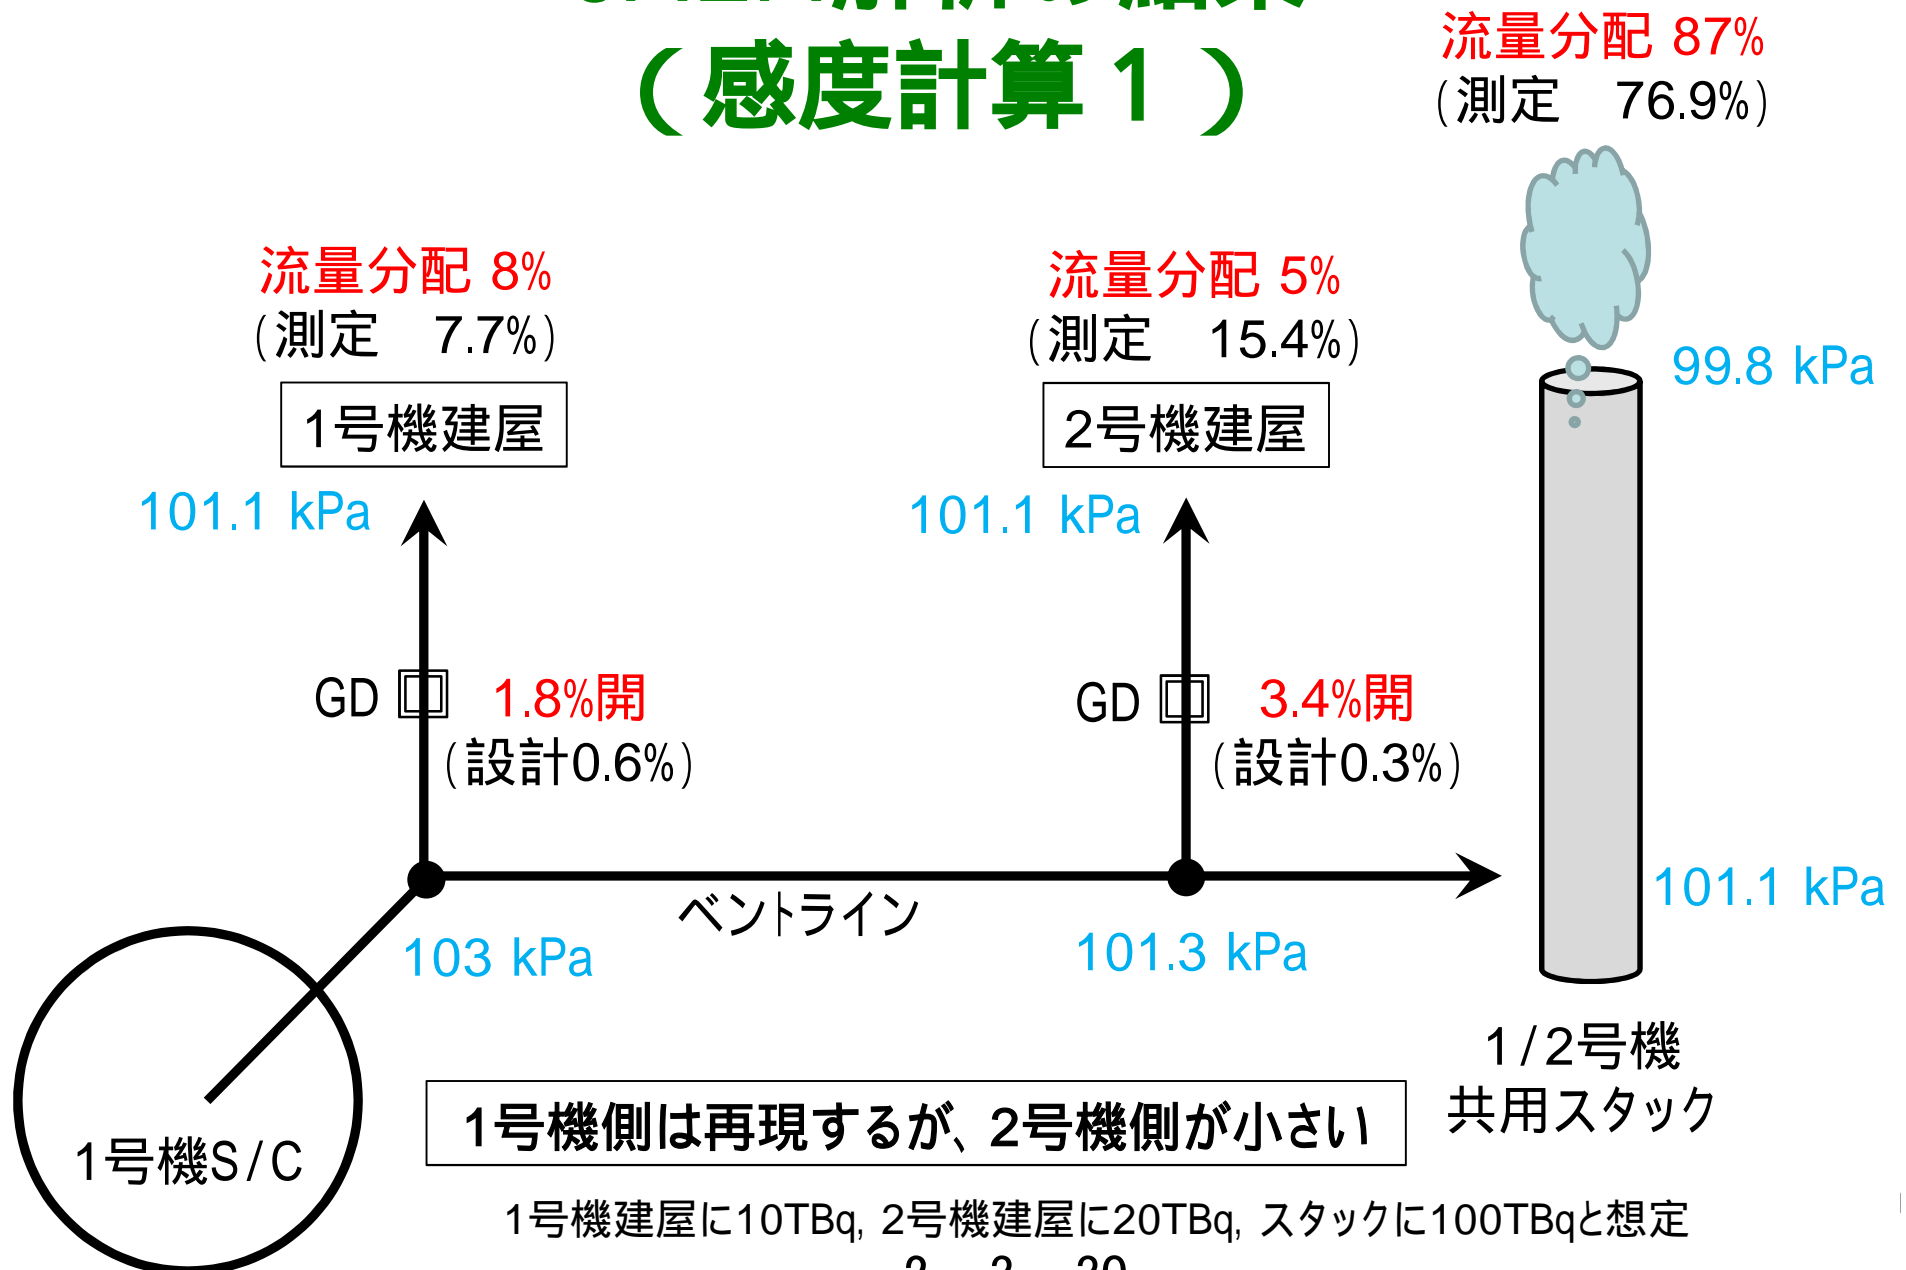 （感度計算１）
流量分配 87%
(測定　76.9%)
流量分配 8%
(測定　7.7%)
1号機建屋
101.1 kPa
流量分配 5%
(測定　15.4%)
2号機建屋
101.1 kPa
99.8 kPa
GD
1.8%開
(設計0.6%)
GD
3.4%開
(設計0.3%)
ベントライン
103 kPa
101.3 kPa
101.1 kPa
1/2号機
共用スタック
1号機S/C
1号機側は再現するが、2号機側が小さい
1号機建屋に10TBq, 2号機建屋に20TBq, スタックに100TBqと想定